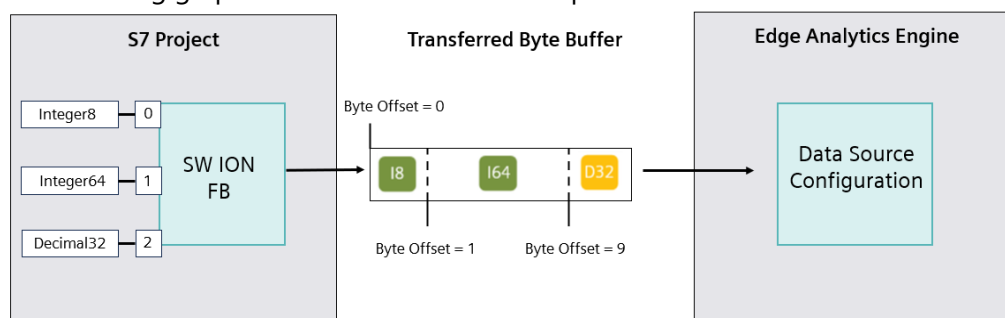 S7 Project
Transferred Byte Buffer
Edge Analytics Engine
Integer8
0
Integer64
1
Decimal32
2
SW ION
FB
Byte Offset = 0
I8
I64
D32
Byte Offset = 1
Byte Offset = 9
Data Source
Configuration